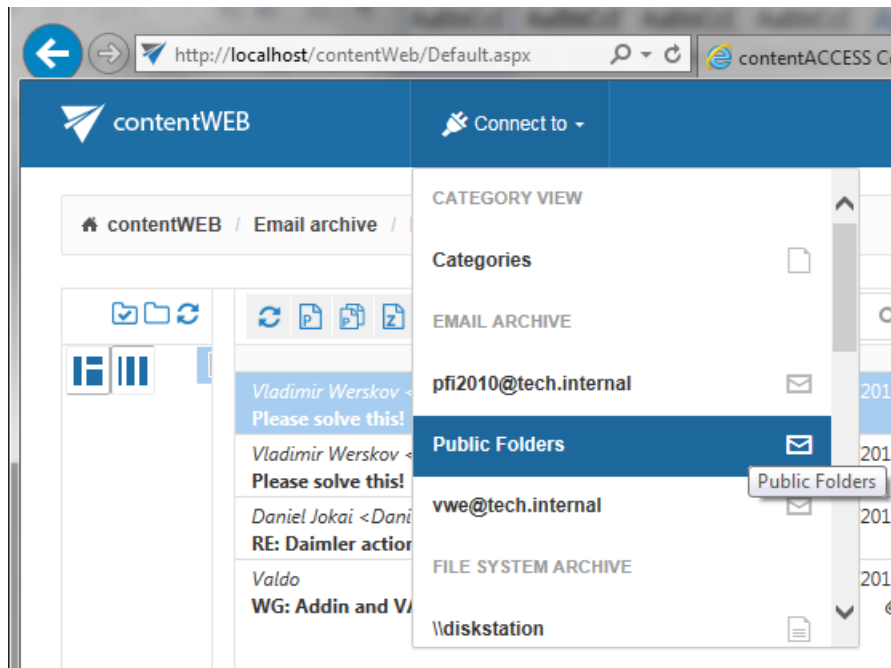 http://localhost/contentWeb/Default.aspx
contentACCESS
contentWEB
Connect to
contentWEB / Email archive /
CATEGORY VIEW
Categories
EMAIL ARCHIVE
pfi2010@tech.internal
Public Folders
Public Folders
vwe@tech.internal
FILE SYSTEM ARCHIVE
\\diskstation
P
P
Z
Vladimir Werskov <
201
Please solve this!
Vladimir Werskov <
201
Please solve this!
Daniel Jokai <Dani
201
RE: Daimler action
Valdo
201
WG: Addin and